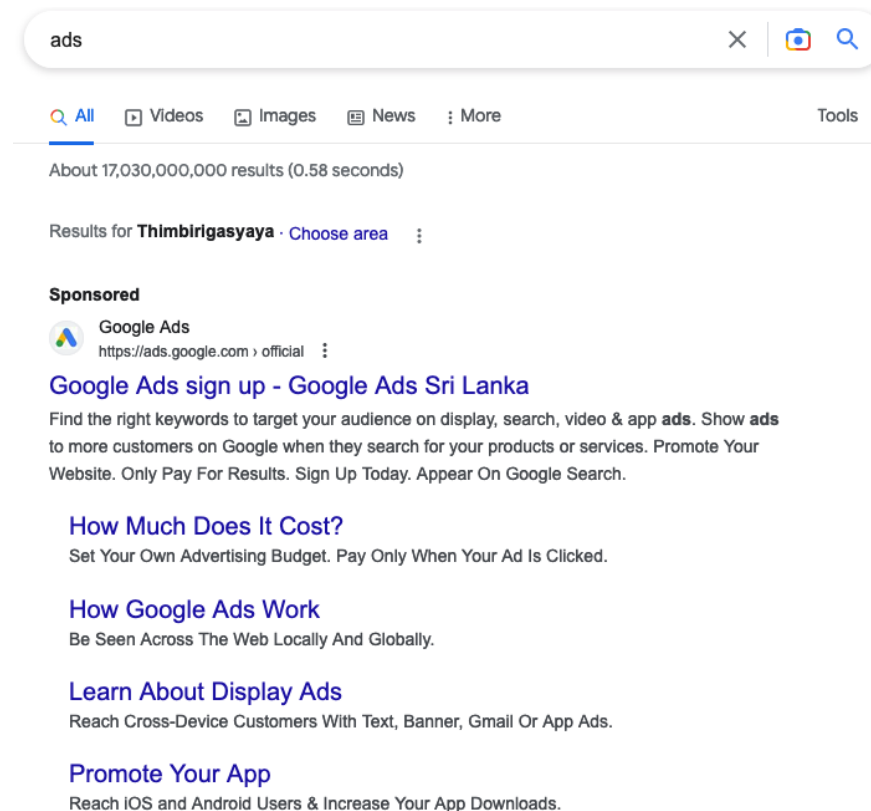 ads
All Videos Images News More Tools
About 17,030,000,000 results (0.58 seconds)
Results for Thimbirigasyaya · Choose area
Sponsored
Google Ads
https://ads.google.com › official
Google Ads sign up - Google Ads Sri Lanka
Find the right keywords to target your audience on display, search, video & app ads. Show ads
to more customers on Google when they search for your products or services. Promote Your
Website. Only Pay For Results. Sign Up Today. Appear On Google Search.
How Much Does It Cost?
Set Your Own Advertising Budget. Pay Only When Your Ad Is Clicked.
How Google Ads Work
Be Seen Across The Web Locally And Globally.
Learn About Display Ads
Reach Cross-Device Customers With Text, Banner, Gmail Or App Ads.
Promote Your App
Reach iOS and Android Users & Increase Your App Downloads.